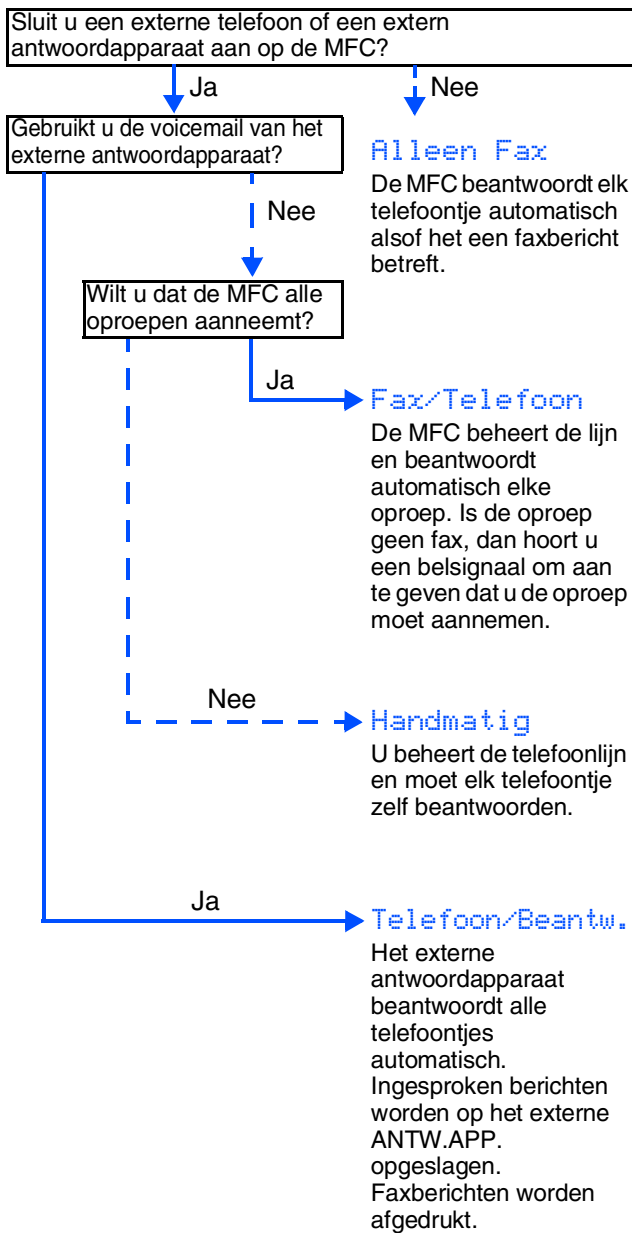 Sluit u een externe telefoon of een extern
antwoordapparaat aan op de MFC?
Ja
Nee
Gebruikt u de voicemail van het
externe antwoordapparaat?
Alleen Fax
De MFC beantwoordt elk
telefoontje automatisch
alsof het een faxbericht
betreft.
Nee
Wilt u dat de MFC alle
oproepen aanneemt?
Ja
Fax/Telefoon
De MFC beheert de lijn
en beantwoordt
automatisch elke
oproep. Is de oproep
geen fax, dan hoort u
een belsignaal om aan
te geven dat u de oproep
moet aannemen.
Nee
Handmatig
U beheert de telefoonlijn
en moet elk telefoontje
zelf beantwoorden.
Ja
Telefoon/Beantw.
Het externe
antwoordapparaat
beantwoordt alle
telefoontjes
automatisch.
Ingesproken berichten
worden op het externe
ANTW.APP.
opgeslagen.
Faxberichten worden
afgedrukt.